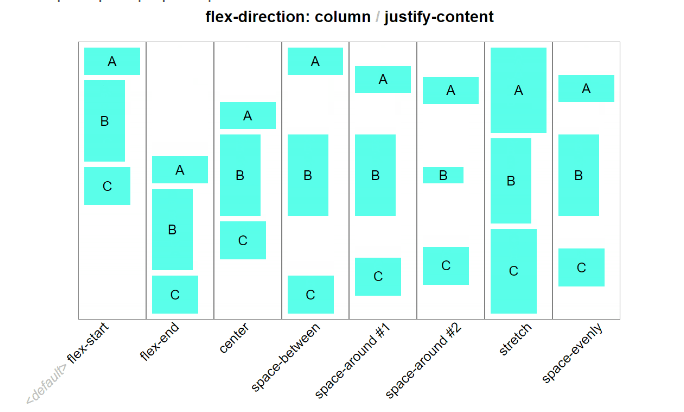 flex-direction: column / justify-content
A
B
C
A
B
C
A
B
C
A
B
C
A
B
C
A
B
C
A
B
C
A
B
C
<default> flex-start
flex-end
center
space-between
space-around #1
space-around #2
stretch
space-evenly